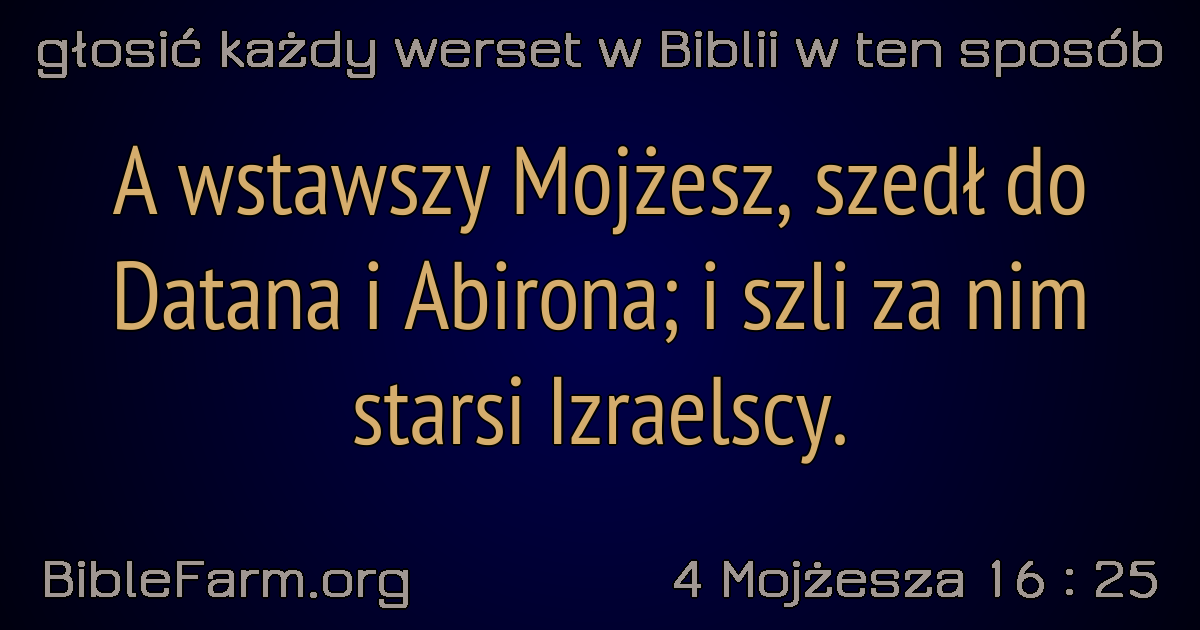 głosić każdy werset w Biblii w ten sposób
A wstawszy Mojżesz, szedł do
Datana i Abirona; i szli za nim
starsi Izraelscy.
BibleFarm.org
4 Mojżesza 16 : 25